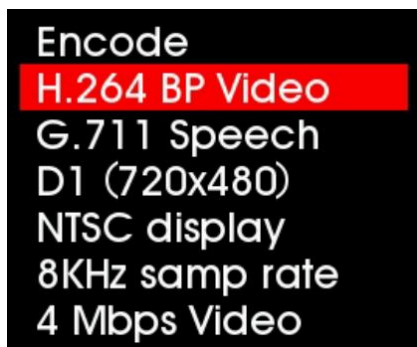 Encode
H.264 BP Video
G.711 Speech
D1 (720x480)
NTSC display
8KHz samp rate
4 Mbps Video